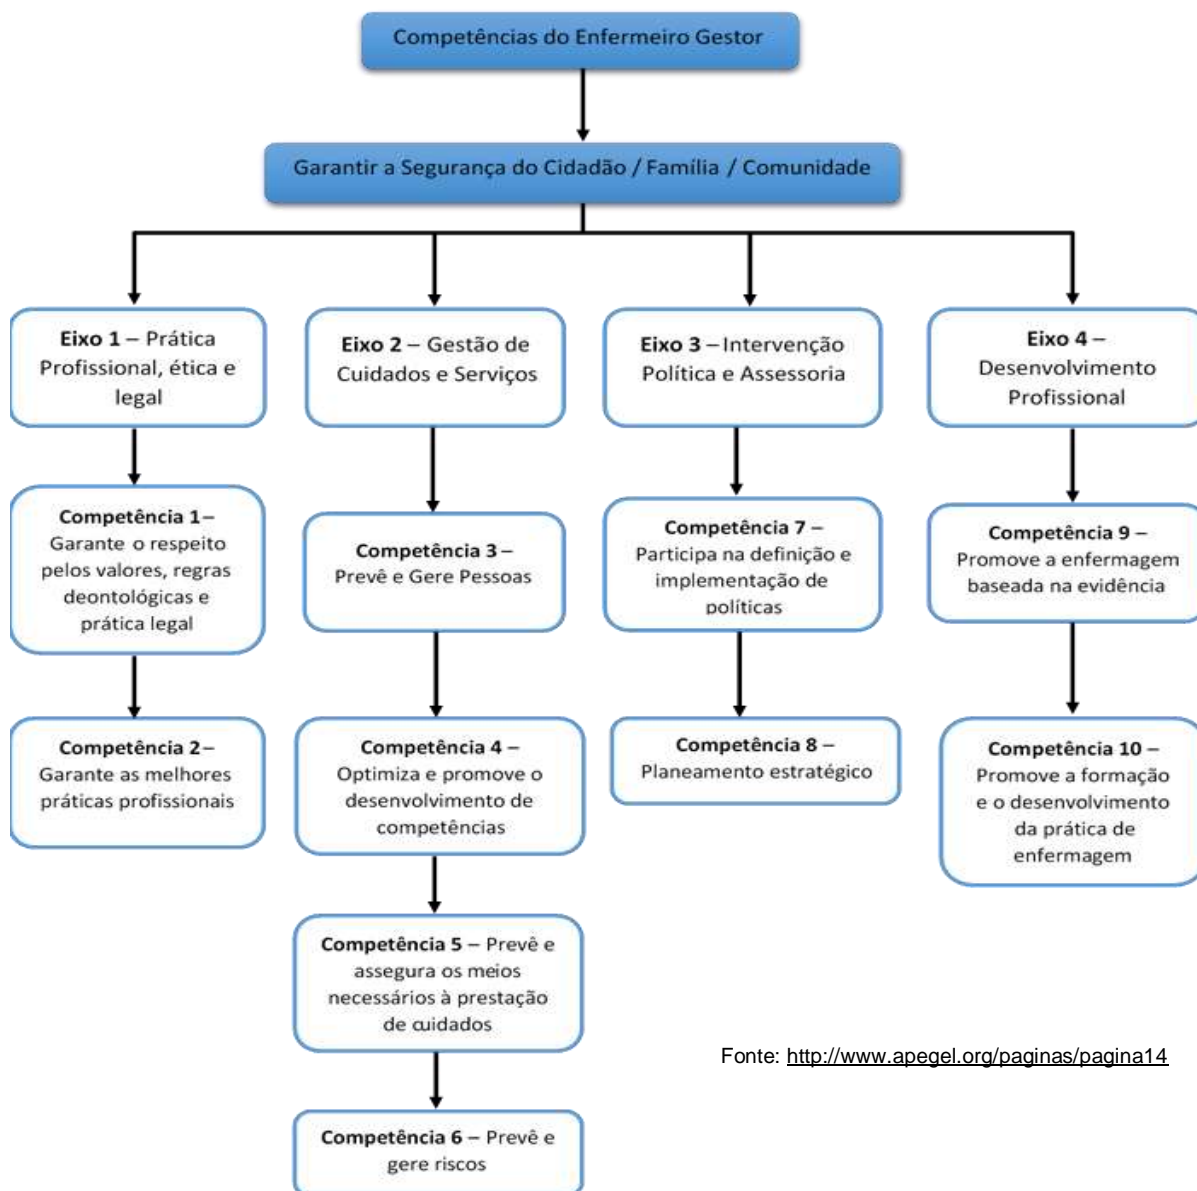 Competências do Enfermeiro Gestor
Garantir a Segurança do Cidadão / Família / Comunidade
Eixo 1 – Prática
Profissional, ética e
legal
Eixo 2 – Gestão de
Cuidados e Serviços
Eixo 3 – Intervenção
Política e Assessoria
Eixo 4 –
Desenvolvimento
Profissional
Competência 1 –
Garante o respeito
pelos valores, regras
deontológicas e
prática legal
Competência 3 –
Prevê e Gere Pessoas
Competência 7 –
Participa na definição e
implementação de
políticas
Competência 9 –
Promove a enfermagem
baseada na evidência
Competência 2 –
Garante as melhores
práticas profissionais
Competência 4 –
Optimiza e promove o
desenvolvimento de
competências
Competência 8 –
Planeamento estratégico
Competência 10 –
Promove a formação
e o desenvolvimento
da prática de
enfermagem
Competência 5 – Prevê e
assegura os meios
necessários à prestação
de cuidados
Fonte: http://www.apegel.org/paginas/pagina14
Competência 6 – Prevê e
gere riscos